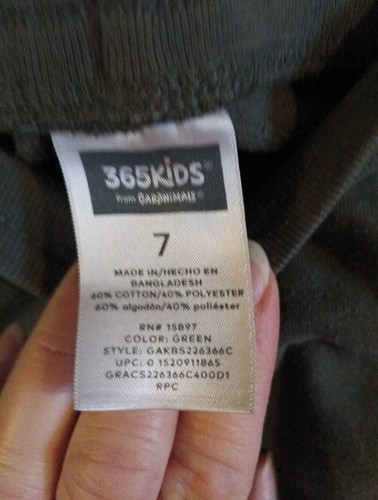 365KIDS®
from GARANIMALS®
7
MADE IN/HECHO EN
BANGLADESH
60% COTTON/40% POLYESTER
60% algodón/40% poliéster
RN# 15897
COLOR: GREEN
STYLE: GAKBS226366C
UPC: 0 1520911865
GRACS226366C400D1
RPC